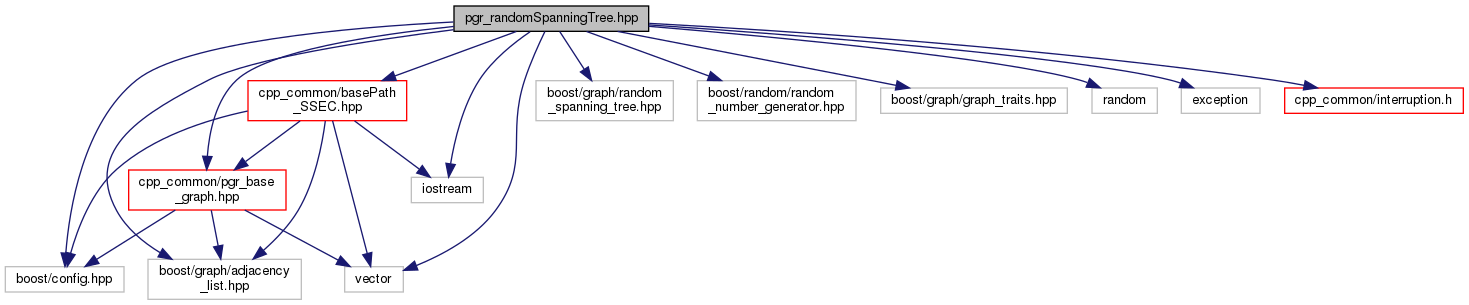 pgr_randomSpanningTree.hpp
cpp_common/basePath
_SSEC.hpp
boost/graph/random
_spanning_tree.hpp
boost/random/random
_number_generator.hpp
boost/graph/graph_traits.hpp
random
exception
cpp_common/interruption.h
cpp_common/pgr_base
_graph.hpp
iostream
boost/config.hpp
boost/graph/adjacency
_list.hpp
vector